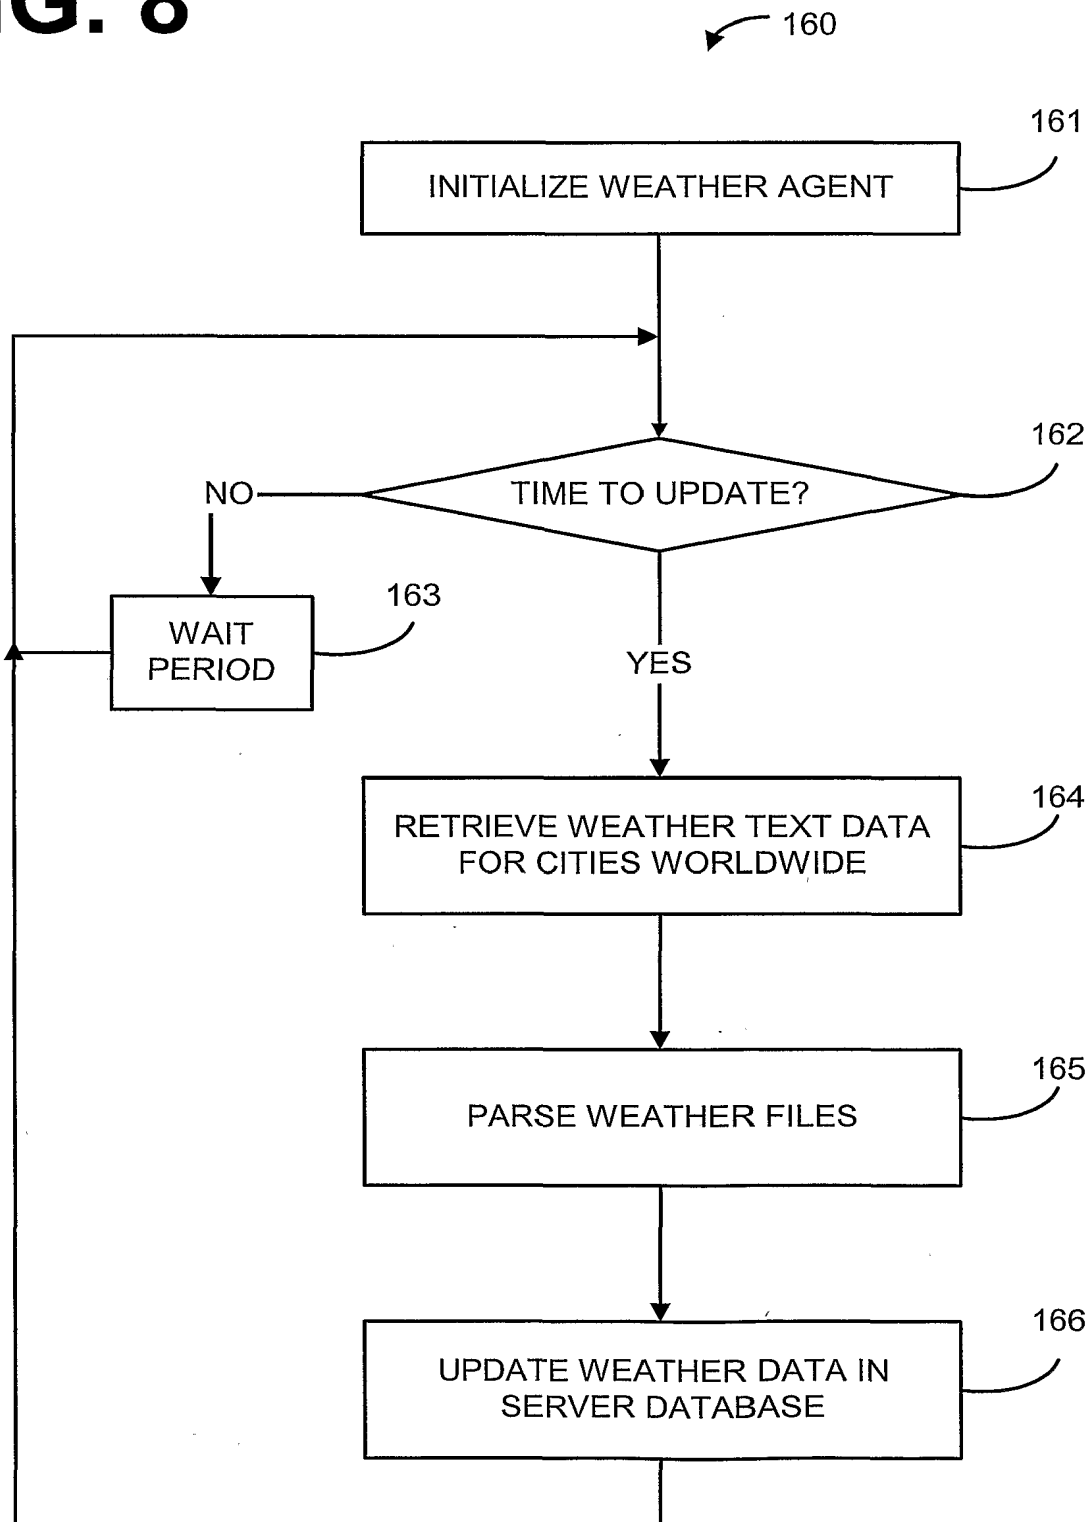 FIG. 8
160
161
INITIALIZE WEATHER AGENT
162
TIME TO UPDATE?
NO
163
WAIT
PERIOD
YES
164
RETRIEVE WEATHER TEXT DATA
FOR CITIES WORLDWIDE
165
PARSE WEATHER FILES
166
UPDATE WEATHER DATA IN
SERVER DATABASE